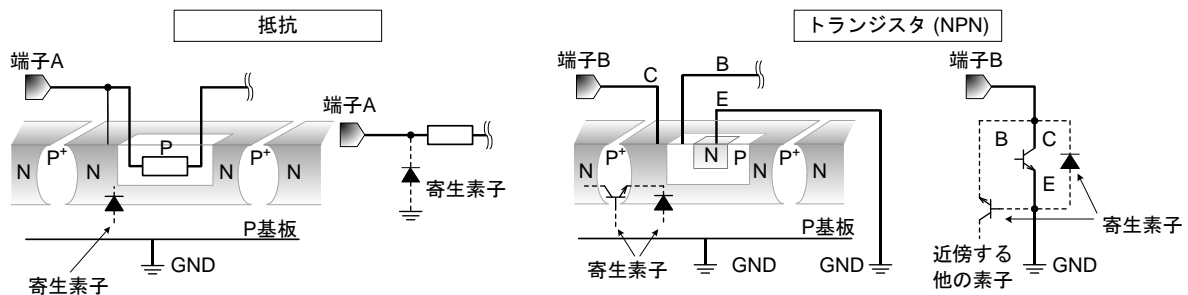 抵抗
トランジスタ (NPN)
端子A
端子A
P
N
P+
N
N
P+
N
寄生素子
P基板
GND
寄生素子
端子B
C
B
E
N
P+
N
N
P
N
P+
N
P基板
GND
GND
寄生素子
端子B
B
C
E
寄生素子
近傍する
他の素子
GND